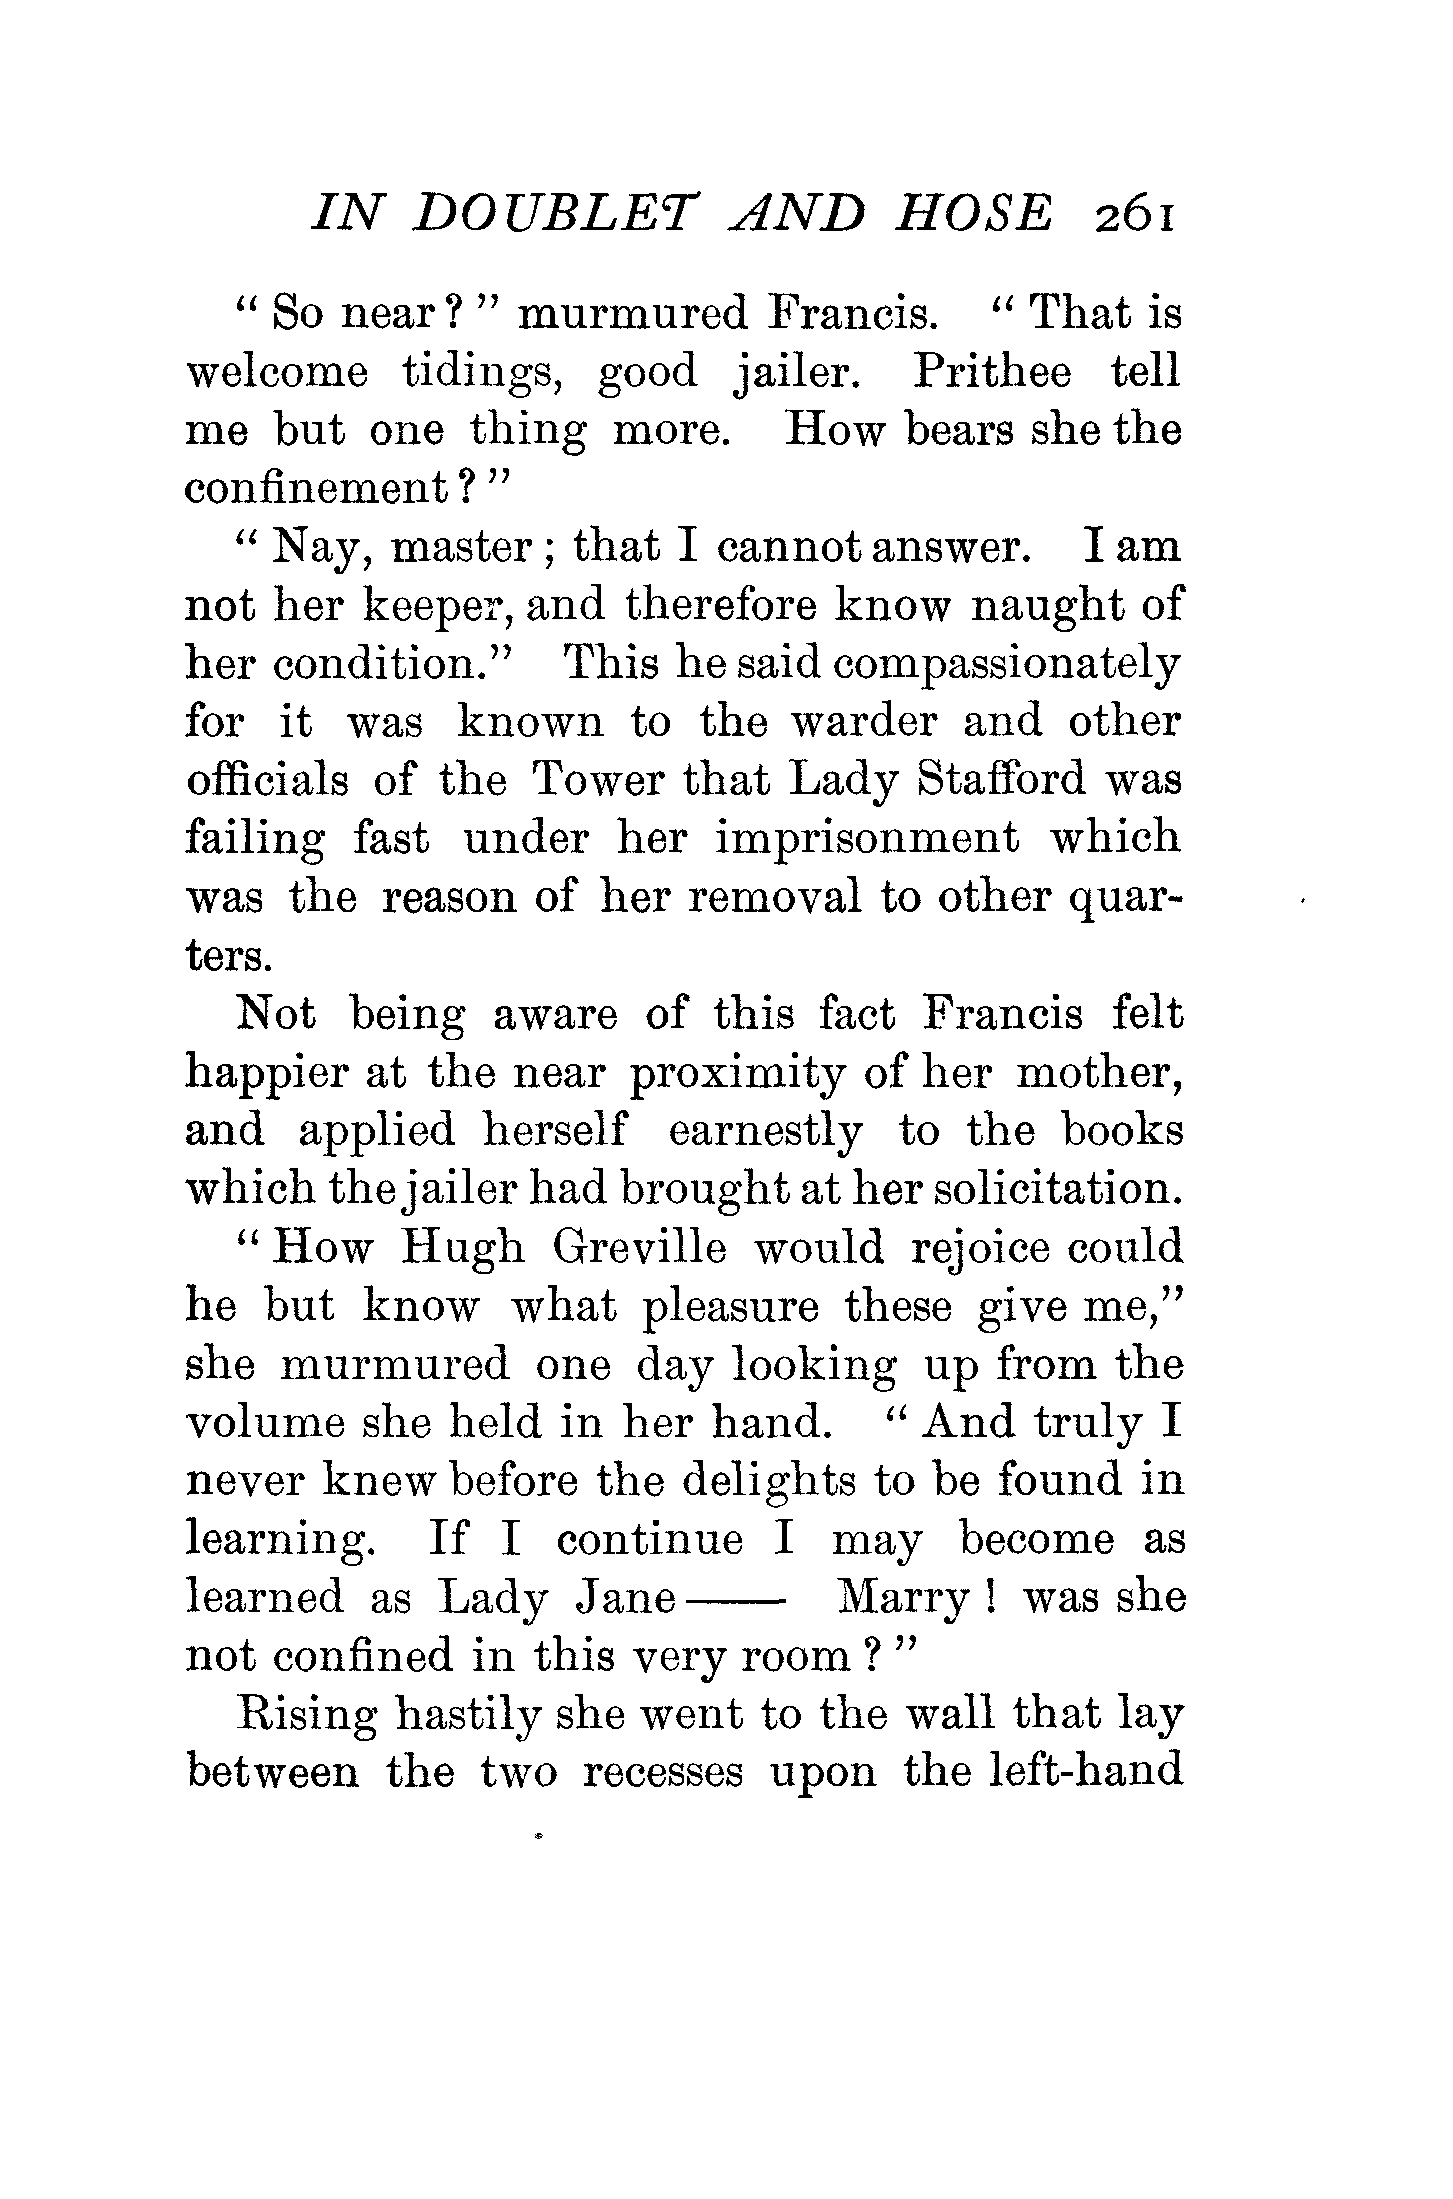 IN DOUBLET AND HOSE 261
" So near ? " murmured Francis. " That is
welcome tidings, good jailer. Prithee tell
me but one thing more. How bears she the
confinement ? "
" Nay, master ; that I cannot answer. I am
not her keeper, and therefore know naught of
her condition." This he said compassionately
for it was known to the warder and other
officials of the Tower that Lady Stafford was
failing fast under her imprisonment which
was the reason of her removal to other quar-
ters.
Not being aware of this fact Francis felt
happier at the near proximity of her mother,
and applied herself earnestly to the books
which the jailer had brought at her solicitation.
" How Hugh Greville would rejoice could
he but know what pleasure these give me,"
she murmured one day looking up from the
volume she held in her hand. " And truly I
never knew before the delights to be found in
learning. If I continue I may become as
learned as Lady Jane—— Marry ! was she
not confined in this very room ? "
Rising hastily she went to the wall that lay
between the two recesses upon the left-hand